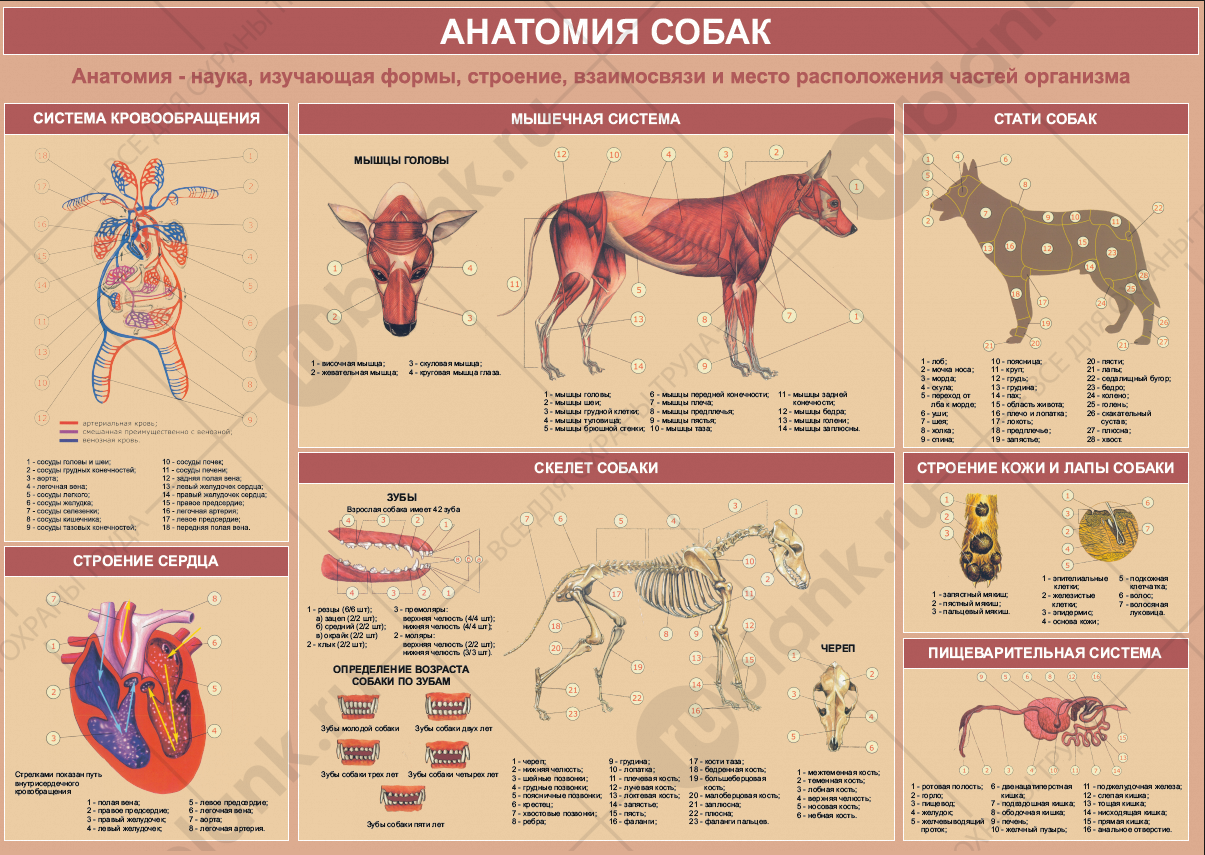 АНАТОМИЯ СОБАК
Анатомия - наука, изучающая формы, строение, взаимосвязи и место расположения частей организма
СИСТЕМА КРОВООБРАЩЕНИЯ
артериальная кровь;
смешанная преимущественно с венозной;
венозная кровь.
1 - сосуды головы и шеи;
2 - сосуды грудных конечностей;
3 - аорта;
4 - легочная вена;
5 - сосуды легкого;
6 - сосуды желудка;
7 - сосуды селезенки;
8 - сосуды кишечника;
9 - сосуды тазовых конечностей;
10 - сосуды почек;
11 - сосуды печени;
12 - задняя полая вена;
13 - левый желудочек сердца;
14 - правый желудочек сердца;
15 - правое предсердие;
16 - легочная артерия;
17 - левое предсердие;
18 - передняя полая вена.
СТРОЕНИЕ СЕРДЦА
Стрелками показан путь
внутрисердечного
кровообращения
1 - полая вена;
2 - правое предсердие;
3 - правый желудочек;
4 - левый желудочек;
5 - левое предсердие;
6 - легочная вена;
7 - аорта;
8 - легочная артерия.
МЫШЕЧНАЯ СИСТЕМА
МЫШЦЫ ГОЛОВЫ
1 - височная мышца;
2 - жевательная мышца;
3 - скуловая мышца;
4 - круговая мышца глаза.
1 - мышцы головы;
2 - мышцы шеи;
3 - мышцы грудной клетки;
4 - мышцы туловища;
5 - мышцы брюшной стенки;
6 - мышцы передней конечности;
7 - мышцы плеча;
8 - мышцы предплечья;
9 - мышцы пястья;
10 - мышцы таза;
11 - мышцы задней
конечности;
12 - мышцы бедра;
13 - мышцы голени;
14 - мышцы заплюсны.
СКЕЛЕТ СОБАКИ
ЗУБЫ
Взрослая собака имеет 42 зуба
1 - резцы (6/6 шт);
а) зацеп (2/2 шт);
б) средний (2/2 шт);
в) окрайк (2/2 шт)
2 - клык (2/2 шт);
3 - премоляры:
верхняя челюсть (4/4 шт);
нижняя челюсть (4/4 шт);
2 - моляры:
верхняя челюсть (2/2 шт);
нижняя челюсть (3/3 шт).
ОПРЕДЕЛЕНИЕ ВОЗРАСТА
СОБАКИ ПО ЗУБАМ
Зубы молодой собаки
Зубы собаки двух лет
Зубы собаки трех лет
Зубы собаки четырех лет
Зубы собаки пяти лет
1 - череп;
2 - нижняя челюсть;
3 - шейные позвонки;
4 - грудные позвонки;
5 - поясничные позвонки;
6 - крестец;
7 - хвостовые позвонки;
8 - ребра;
9 - грудина;
10 - лопатка;
11 - плечевая кость;
12 - лучевая кость;
13 - локтевая кость;
14 - запястье;
15 - пясть;
16 - фаланги;
17 - кости таза;
18 - бедренная кость;
19 - большеберцовая
кость;
20 - малоберцовая кость;
21 - заплюсна;
22 - плюсна;
23 - фаланги пальцев.
ЧЕРЕП
1 - межтеменная кость;
2 - теменная кость;
3 - лобная кость;
4 - верхняя челюсть;
5 - носовая кость;
6 - небная кость.
СТАТИ СОБАК
1 - лоб;
2 - мочка носа;
3 - морда;
4 - скула;
5 - переход от
лба к морде;
6 - уши;
7 - шея;
8 - холка;
9 - спина;
10 - поясница;
11 - круп;
12 - грудь;
13 - грудина;
14 - пах;
15 - область живота;
16 - плечо и лопатка;
17 - локоть;
18 - предплечье;
19 - запястье;
20 - пясти;
21 - лапы;
22 - седалищный бугор;
23 - бедро;
24 - колено;
25 - голень;
26 - скакательный
сустав;
27 - плюсна;
28 - хвост.
СТРОЕНИЕ КОЖИ И ЛАПЫ СОБАКИ
1 - запястный мякиш;
2 - пястный мякиш;
3 - пальцевый мякиш.
1 - эпителиальные
клетки;
2 - железистые
клетки;
3 - эпидермис;
4 - основа кожи;
5 - подкожная
клетчатка;
6 - волос;
7 - волосяная
луковица.
ПИЩЕВАРИТЕЛЬНАЯ СИСТЕМА
1 - ротовая полость;
2 - горло;
3 - пищевод;
4 - желудок;
5 - желчевыводящий
проток;
6 - двенадцатиперстная
кишка;
7 - подвздошная кишка;
8 - ободочная кишка;
9 - печень;
10 - желчный пузырь;
11 - поджелудочная железа;
12 - слепая кишка;
13 - тощая кишка;
14 - нисходящая кишка;
15 - прямая кишка;
16 - анальное отверстие.